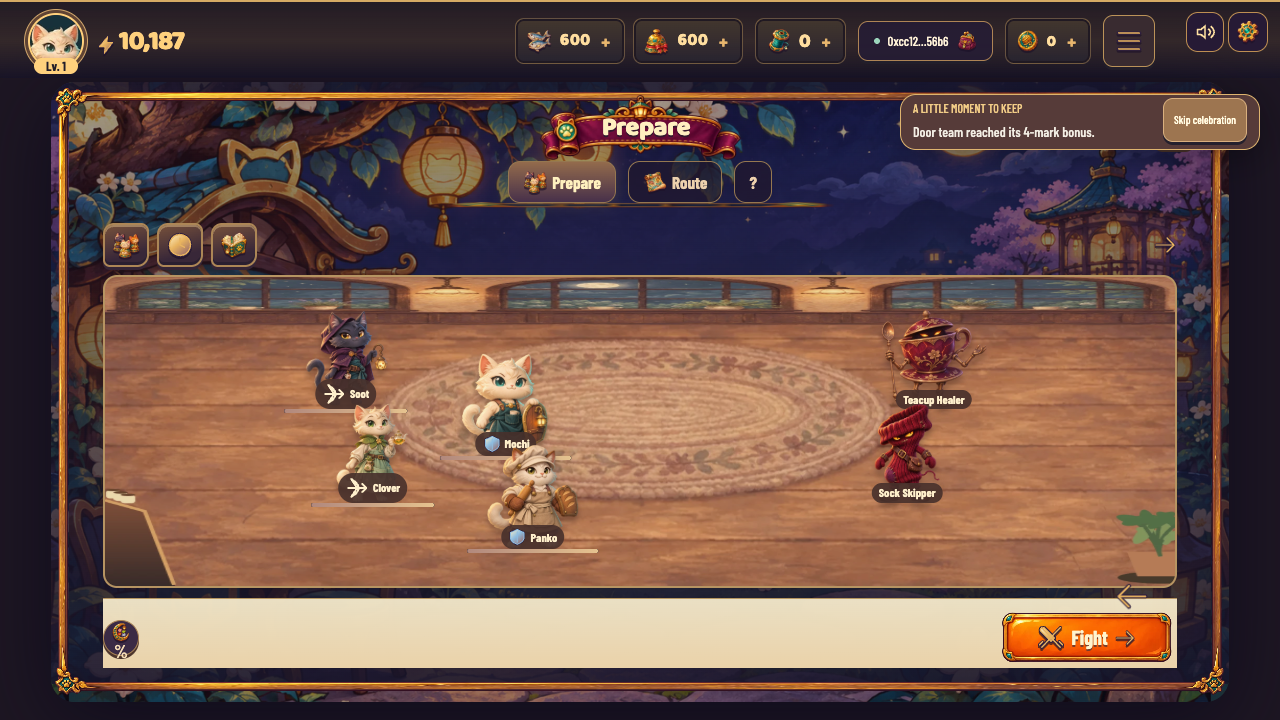 10,187
Lv. 1
600 +
600 +
0 +
0xcc12...56b6
0 +
A LITTLE MOMENT TO KEEP
Door team reached its 4-mark bonus.
Skip celebration
Prepare
Prepare
Route
?
Soot
Mochi
Clover
Panko
Teacup Healer
Sock Skipper
%
Fight